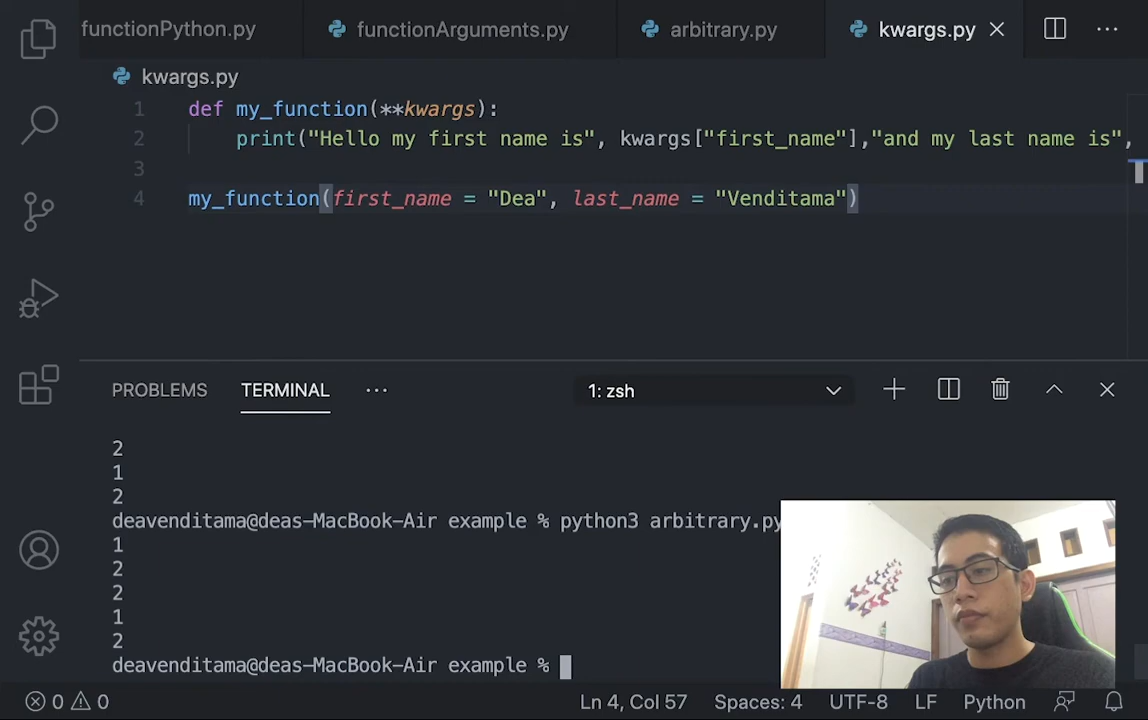 functionPython.py functionArguments.py arbitrary.py kwargs.py
kwargs.py
1 def my_function(**kwargs):
2 print("Hello my first name is", kwargs["first_name"],"and my last name is",
3
4 my_function(first_name = "Dea", last_name = "Venditama")
PROBLEMS TERMINAL ··· 1: zsh
2
1
2
deavenditama@deas-MacBook-Air example % python3 arbitrary.py
1
2
2
1
2
deavenditama@deas-MacBook-Air example %
0 0 Ln 4, Col 57 Spaces: 4 UTF-8 LF Python